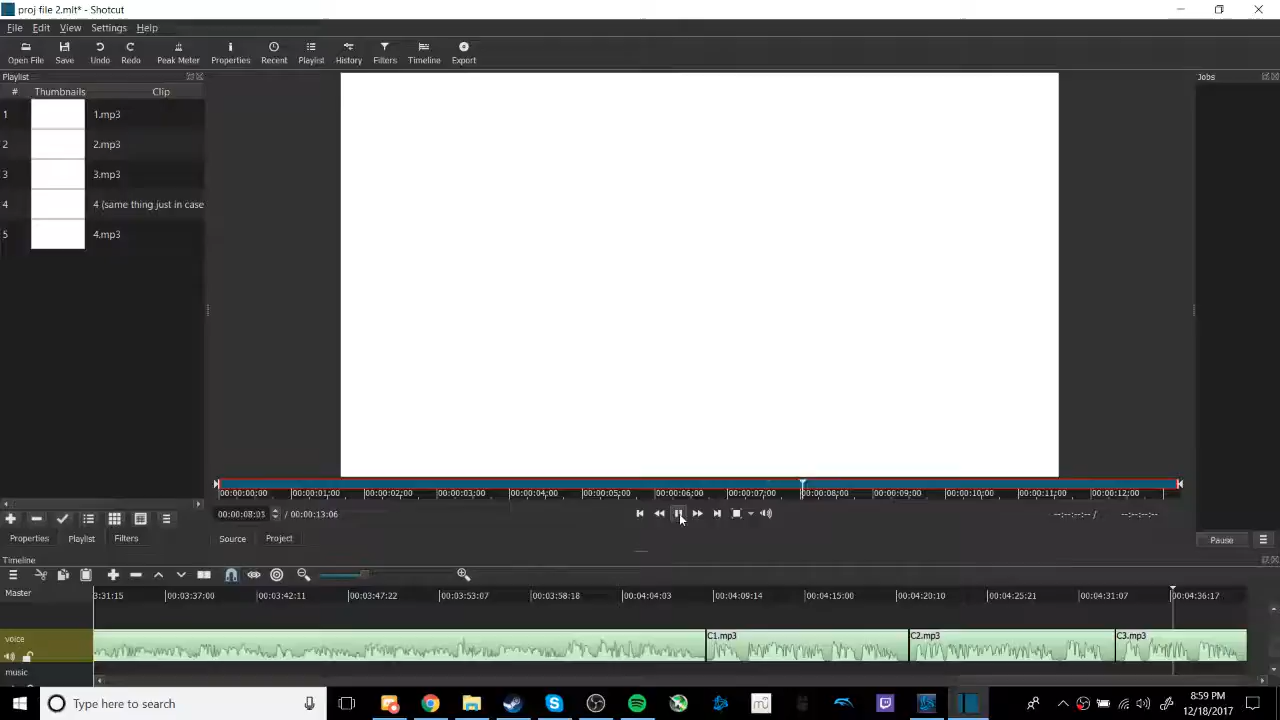 proj file 2.mlt* - Shotcut
File Edit View Settings Help
Open File Save Undo Redo Peak Meter Properties Recent Playlist History Filters Timeline Export
Playlist
Jobs
# Thumbnails Clip
1 1.mp3
2 2.mp3
3 3.mp3
4 4 (same thing just in case
5 4.mp3
00:00:00;00 00:00:01;00 00:00:02;00 00:00:03;00 00:00:04;00 00:00:05;00 00:00:06;00 00:00:07;00 00:00:08;00 00:00:09;00 00:00:10;00 00:00:11;00 00:00:12;00
00:00:08:03 / 00:00:13:06
--:--:--:-- / --:--:--:--
Properties Playlist Filters
Source Project
Pause
Timeline
Master
3:31:15 00:03:37:00 00:03:42:11 00:03:47:22 00:03:53:07 00:03:58:18 00:04:04:03 00:04:09:14 00:04:15:00 00:04:20:10 00:04:25:21 00:04:31:07 00:04:36:17
voice
C1.mp3 C2.mp3 C3.mp3
music
Type here to search
8:59 PM
12/18/2017